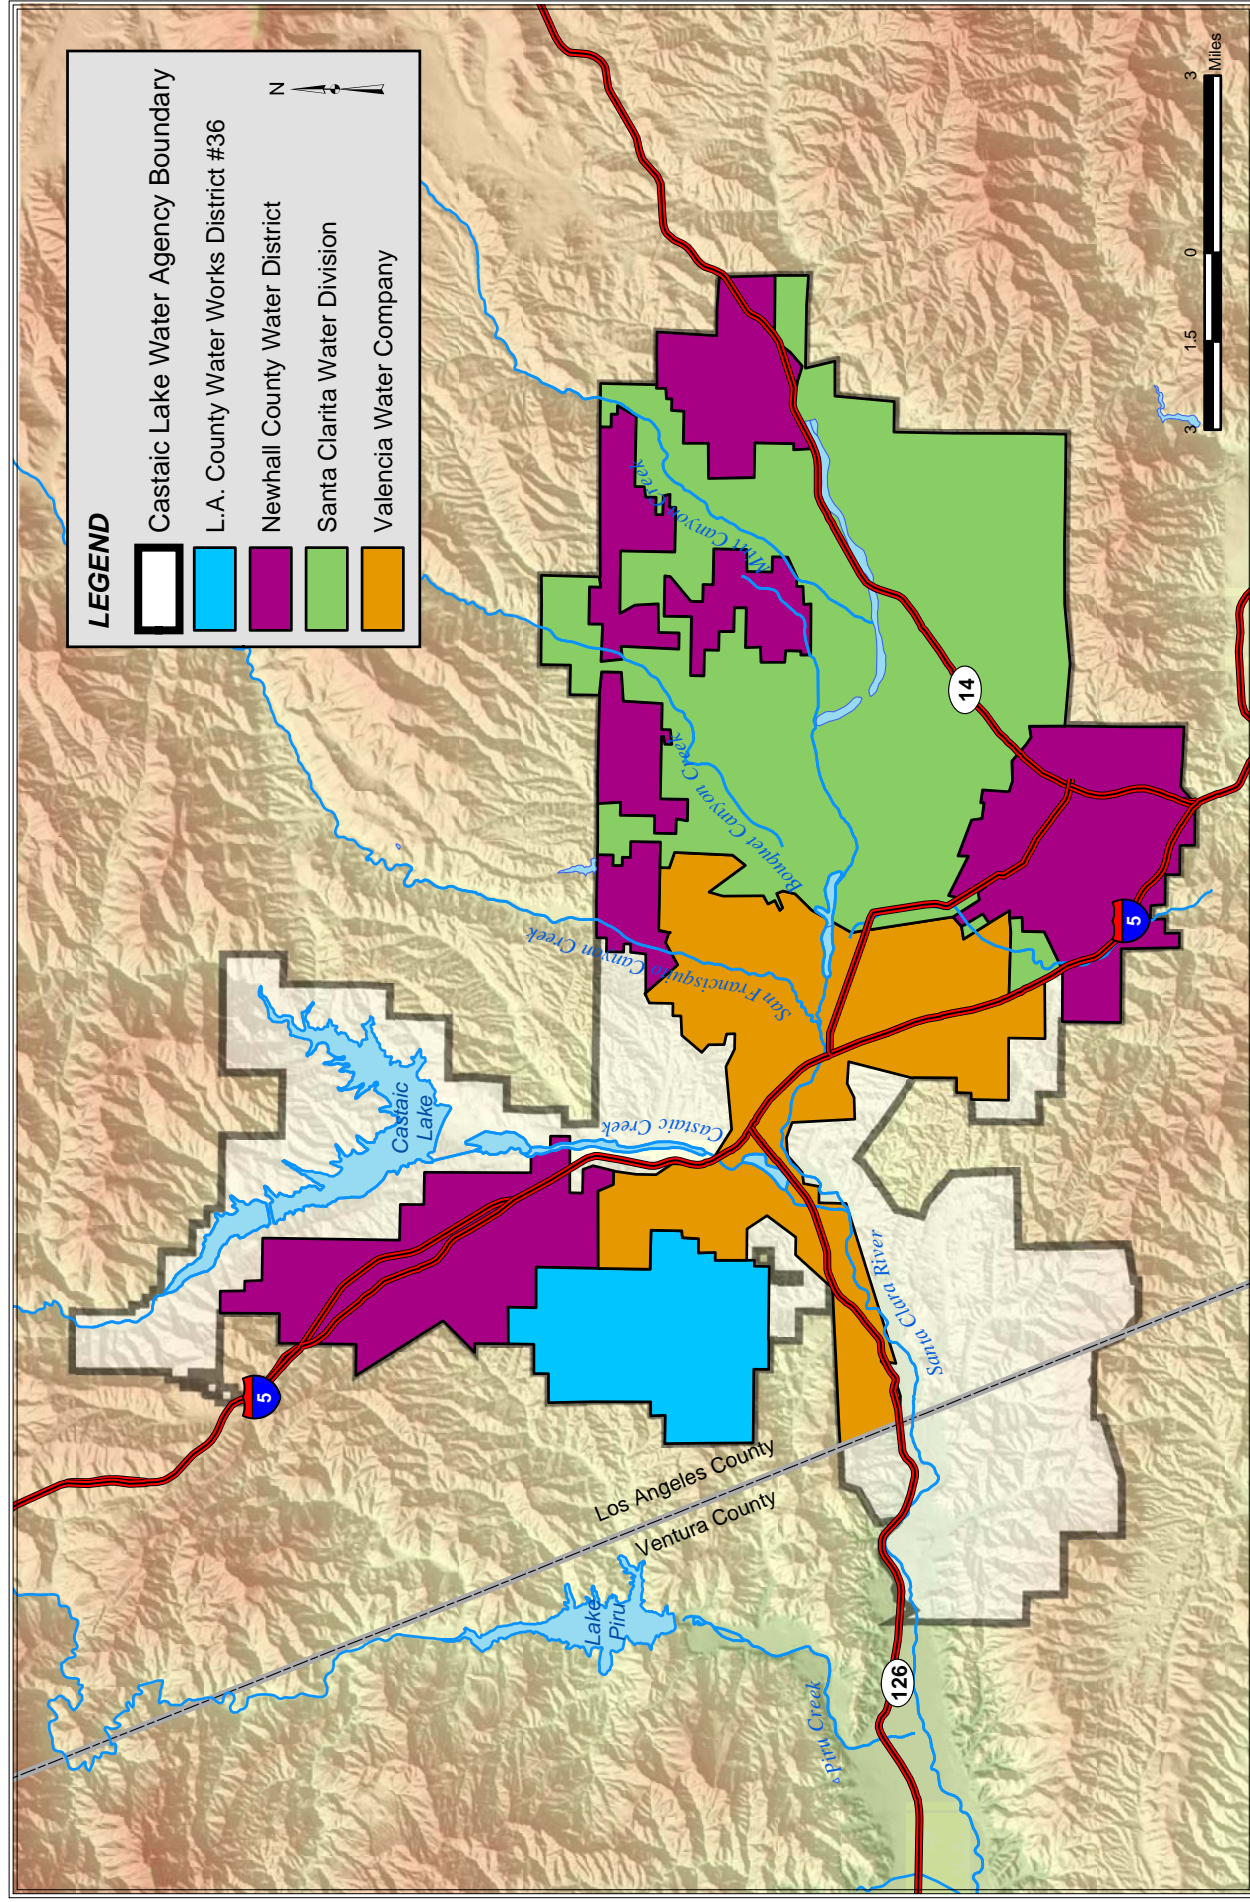 LEGEND
Castaic Lake Water Agency Boundary
L.A. County Water Works District #36
Newhall County Water District
Santa Clarita Water Division
Valencia Water Company
N
5
Castaic
Lake
Castaic Creek
San Francisquito Canyon Creek
Bouquet Canyon Creek
Mint Canyon Creek
14
5
Los Angeles County
Ventura County
Lake
Piru
Piru Creek
126
Santa Clara River
3
1.5
0
3
Miles